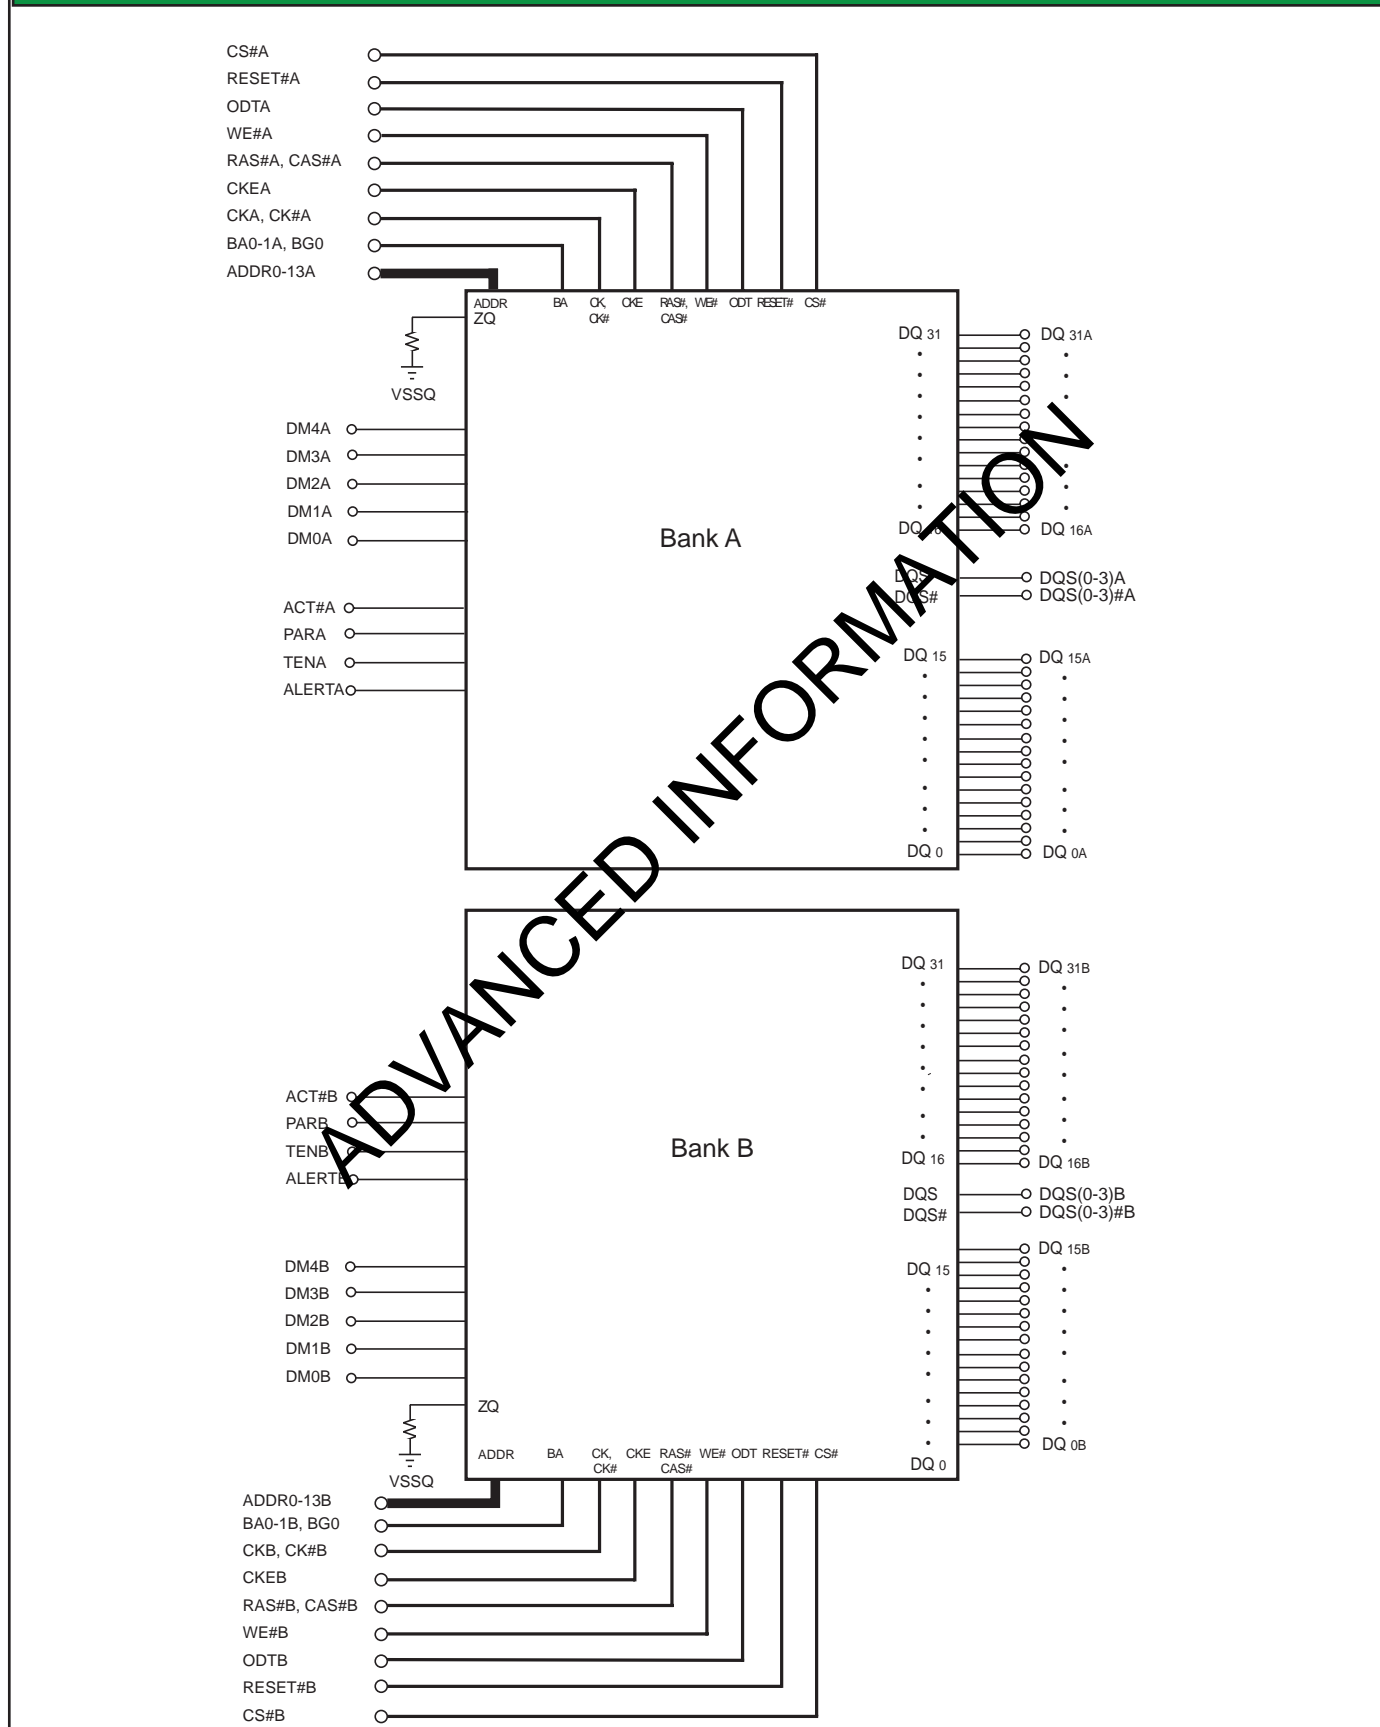 CS#A
RESET#A
ODTA
WE#A
RAS#A, CAS#A
CKEA
CKA, CK#A
BA0-1A, BG0
ADDR0-13A
ADDR BA CK, CKE RAS#, WE# ODT RESET# CS#
CK# CAS#
ZQ
VSSQ
DQ 31 DQ 31A
DM4A
DM3A
DM2A
DM1A
DM0A
Bank A
DQ 16A
DQS DQS(0-3)A
DQS# DQS(0-3)#A
ACT#A
PARA
TENA
ALERTA
DQ 15 DQ 15A
DQ 0 DQ 0A
ADVANCED INFORMATION
DQ 31 DQ 31B
ACT#B
PARB
TENB
ALERTB
Bank B
DQ 16 DQ 16B
DQS DQS(0-3)B
DQS# DQS(0-3)#B
DM4B
DM3B
DM2B
DM1B
DM0B
DQ 15 DQ 15B
ZQ
VSSQ
DQ 0 DQ 0B
ADDR BA CK, CKE RAS# WE# ODT RESET# CS#
CK# CAS#
ADDR0-13B
BA0-1B, BG0
CKB, CK#B
CKEB
RAS#B, CAS#B
WE#B
ODTB
RESET#B
CS#B